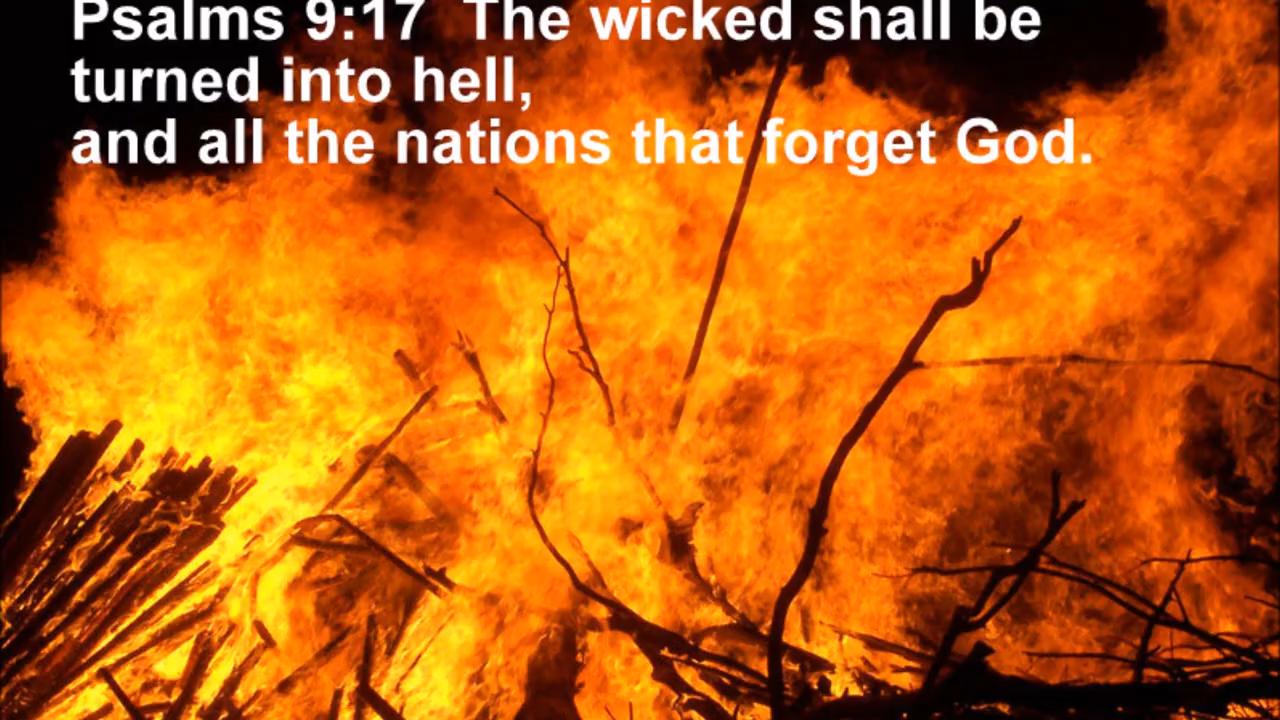 Psalms 9:17  The wicked shall be
turned into hell,
and all the nations that forget God.